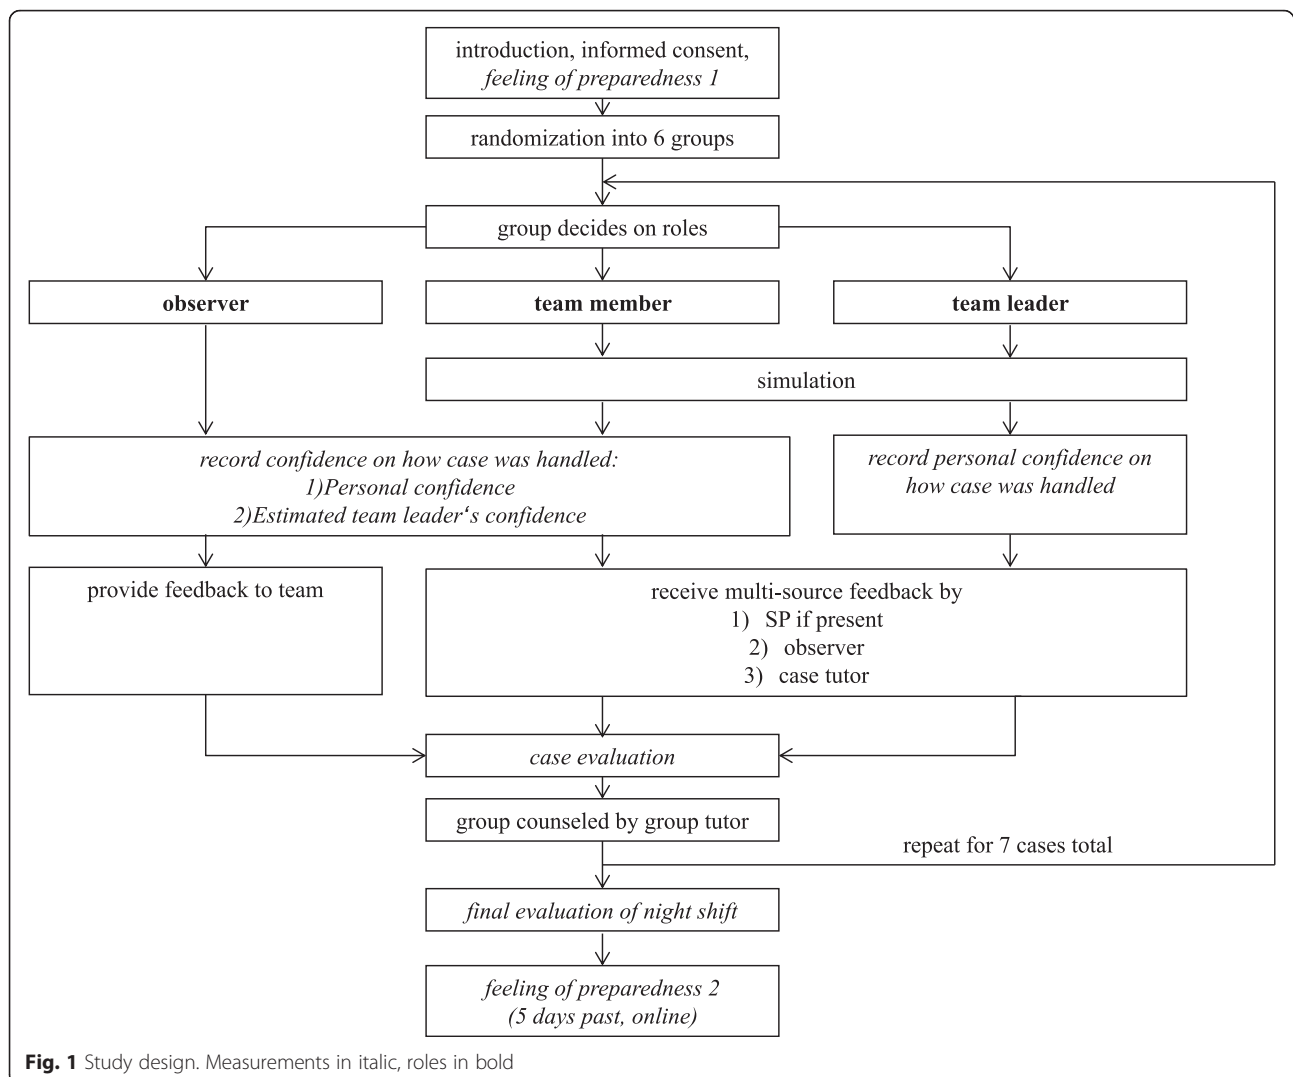 introduction, informed consent,
feeling of preparedness 1
randomization into 6 groups
group decides on roles
observer
team member
team leader
simulation
record confidence on how case was handled:
1)Personal confidence
2)Estimated team leader‘s confidence
record personal confidence on
how case was handled
provide feedback to team
receive multi-source feedback by
1) SP if present
2) observer
3) case tutor
case evaluation
group counseled by group tutor
repeat for 7 cases total
final evaluation of night shift
feeling of preparedness 2
(5 days past, online)
Fig. 1 Study design. Measurements in italic, roles in bold